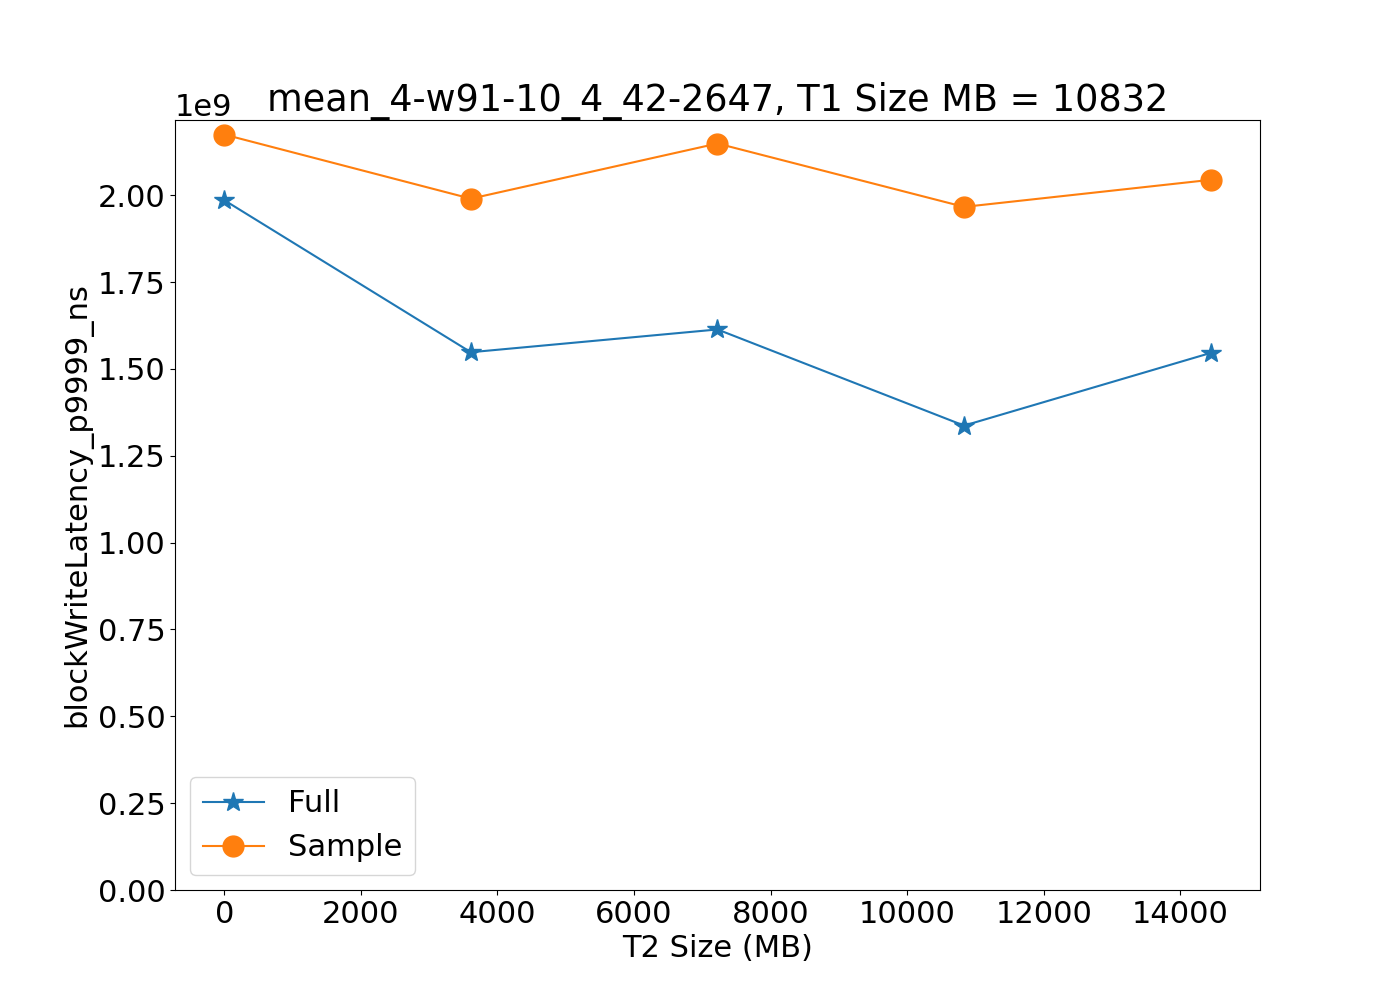 1e9
mean_4-w91-10_4_42-2647, T1 Size MB = 10832
blockWriteLatency_p9999_ns
2.00
1.75
1.50
1.25
1.00
0.75
0.50
0.25
0.00
Full
Sample
0 2000 4000 6000 8000 10000 12000 14000
T2 Size (MB)